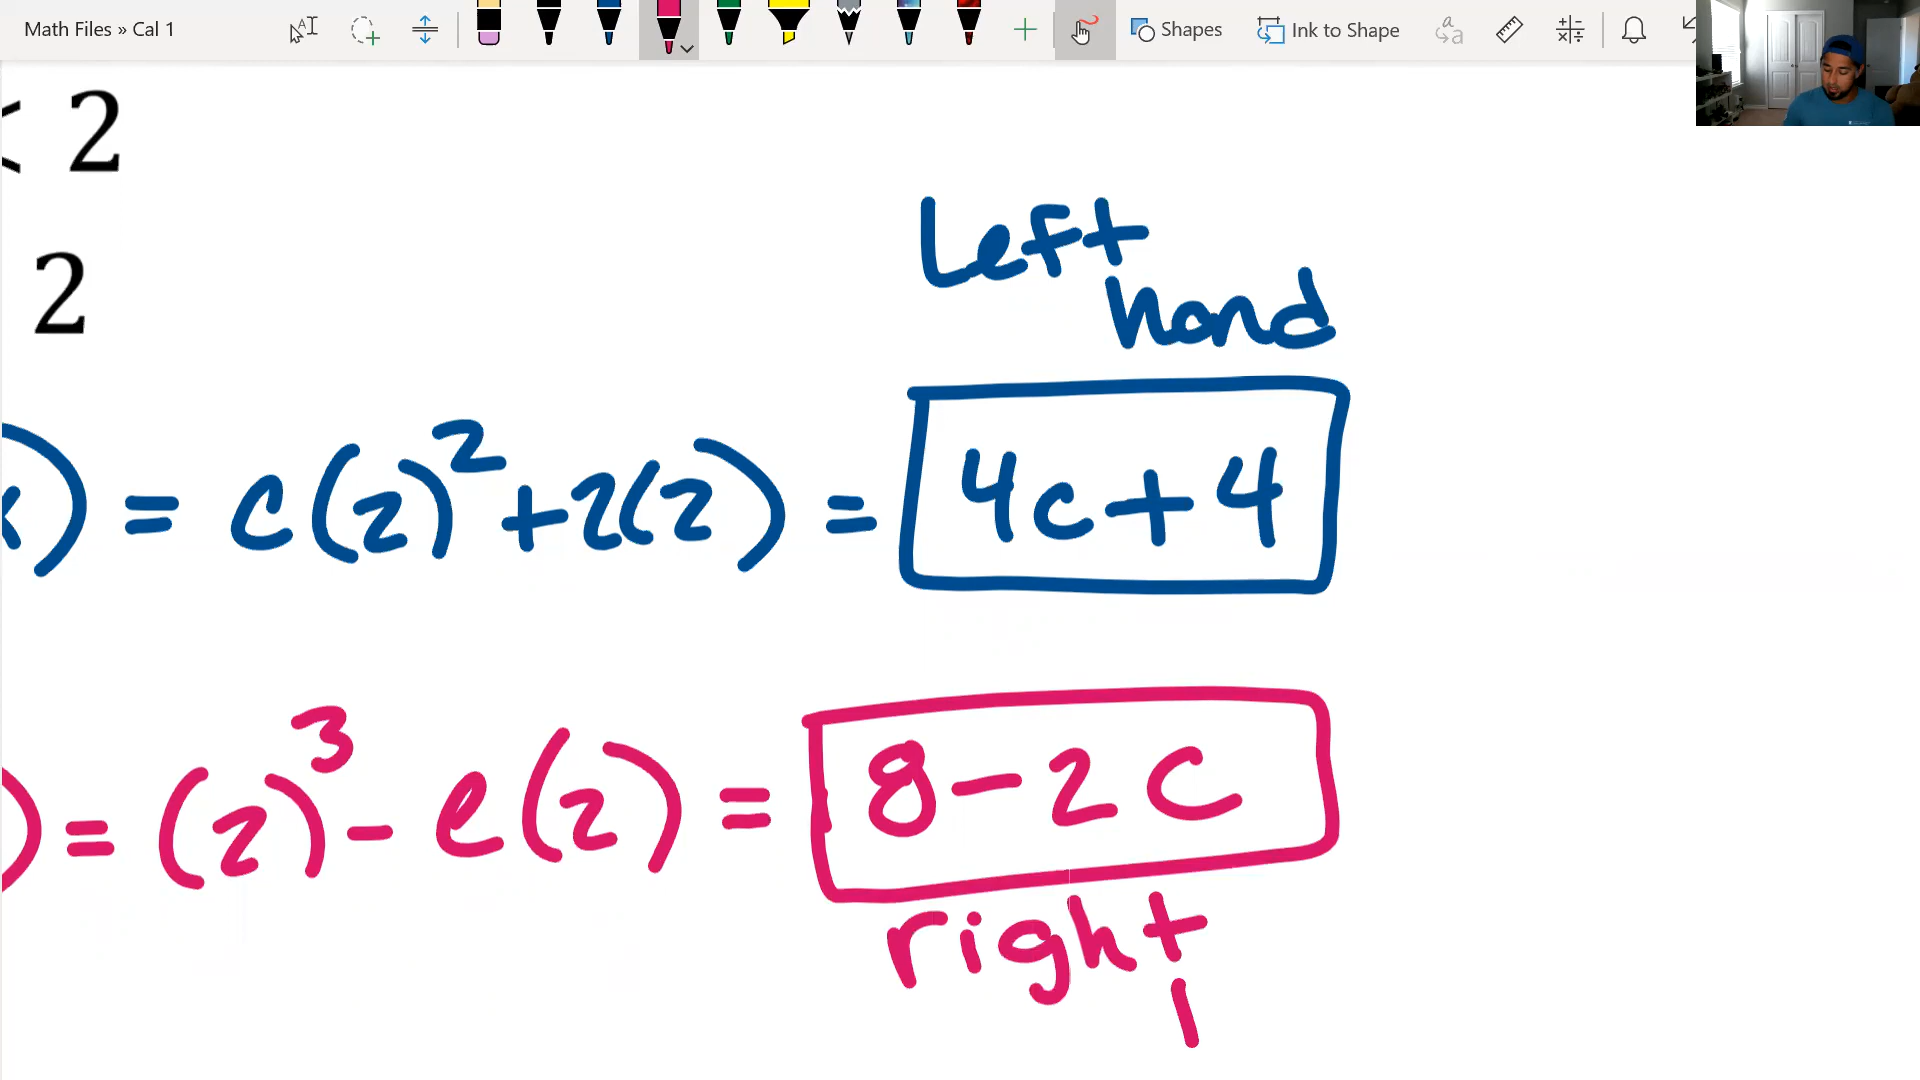 Math Files » Cal 1
Shapes
Ink to Shape
< 2
2
Left
hand
) = c(2)² + 2(2) = 4c + 4
) = (2)³ - c(2) = 8 - 2c
right